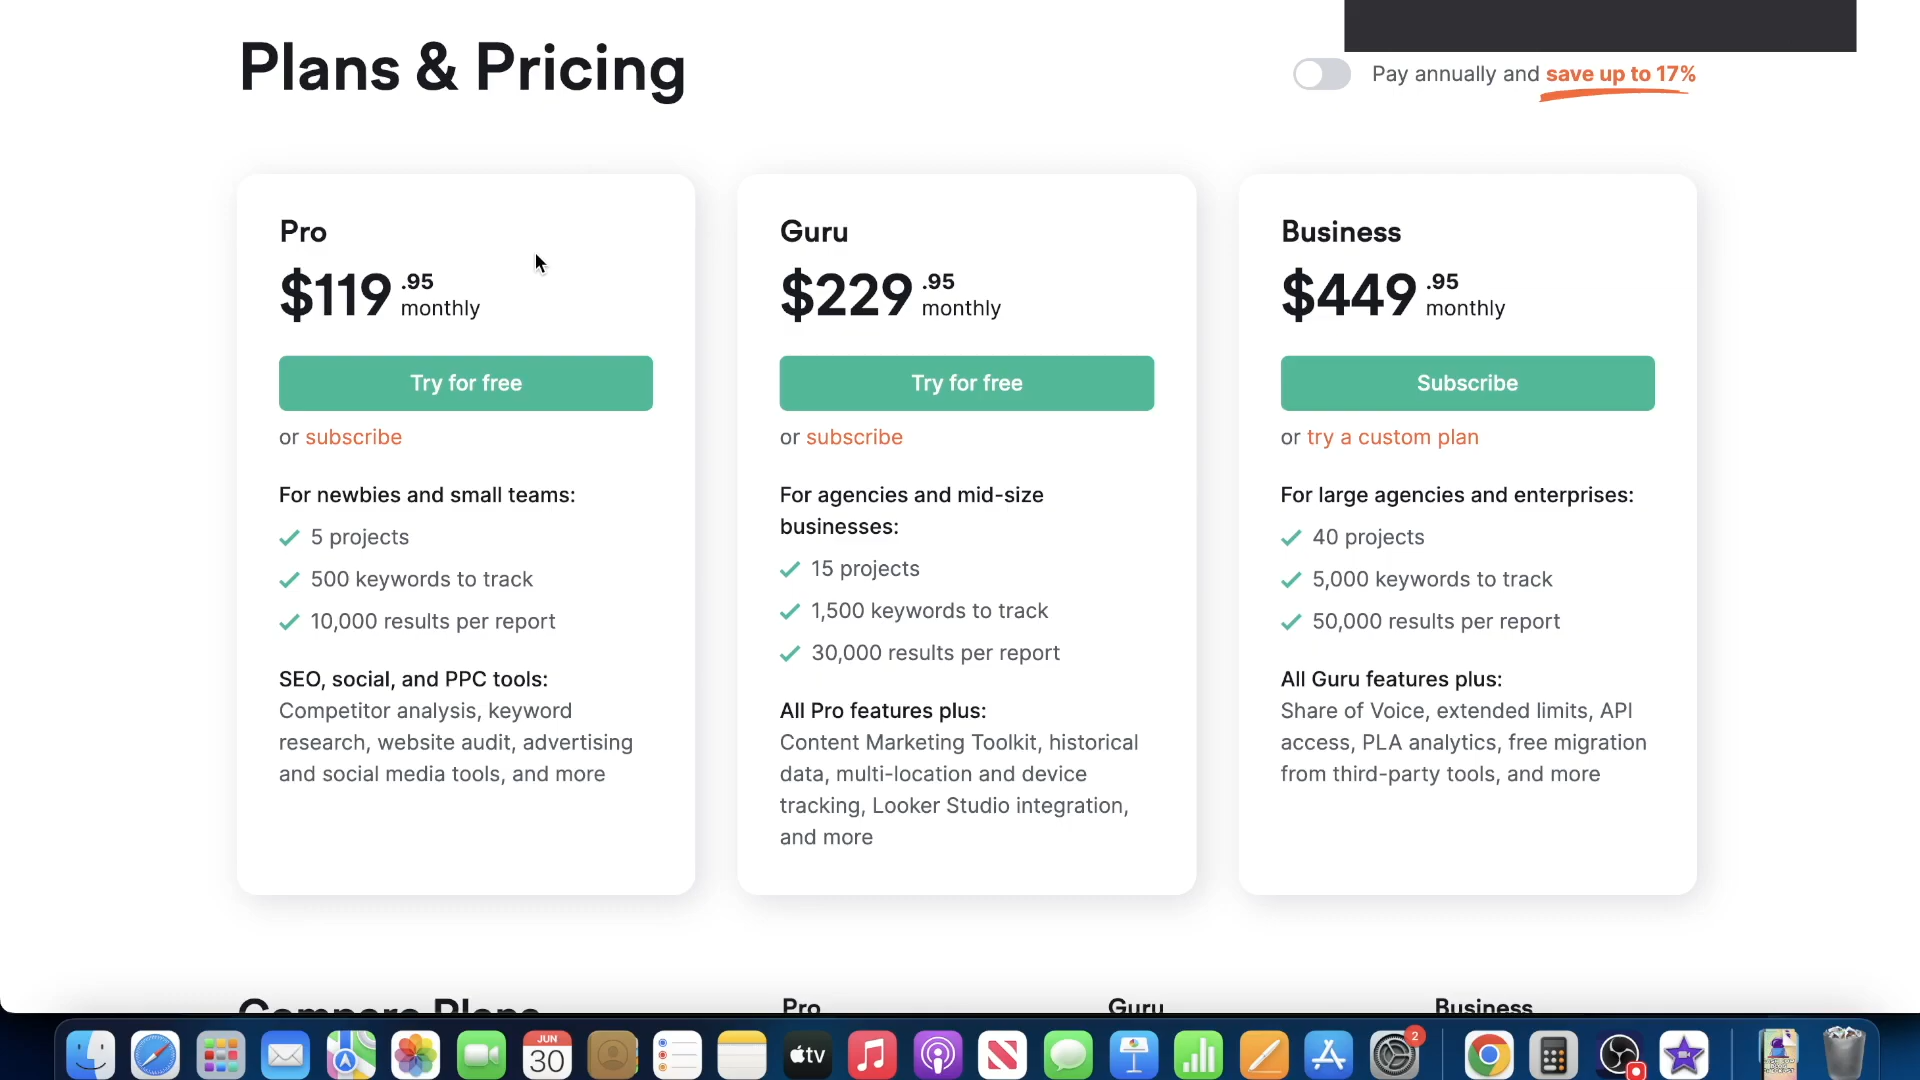 Plans & Pricing
Pay annually and save up to 17%
Pro
$119.95
monthly
Try for free
or subscribe
For newbies and small teams:
5 projects
500 keywords to track
10,000 results per report
SEO, social, and PPC tools:
Competitor analysis, keyword
research, website audit, advertising
and social media tools, and more
Guru
$229.95
monthly
Try for free
or subscribe
For agencies and mid-size
businesses:
15 projects
1,500 keywords to track
30,000 results per report
All Pro features plus:
Content Marketing Toolkit, historical
data, multi-location and device
tracking, Looker Studio integration,
and more
Business
$449.95
monthly
Subscribe
or try a custom plan
For large agencies and enterprises:
40 projects
5,000 keywords to track
50,000 results per report
All Guru features plus:
Share of Voice, extended limits, API
access, PLA analytics, free migration
from third-party tools, and more
Compare Plans
Pro
Guru
Business
JUN
30
tv
2